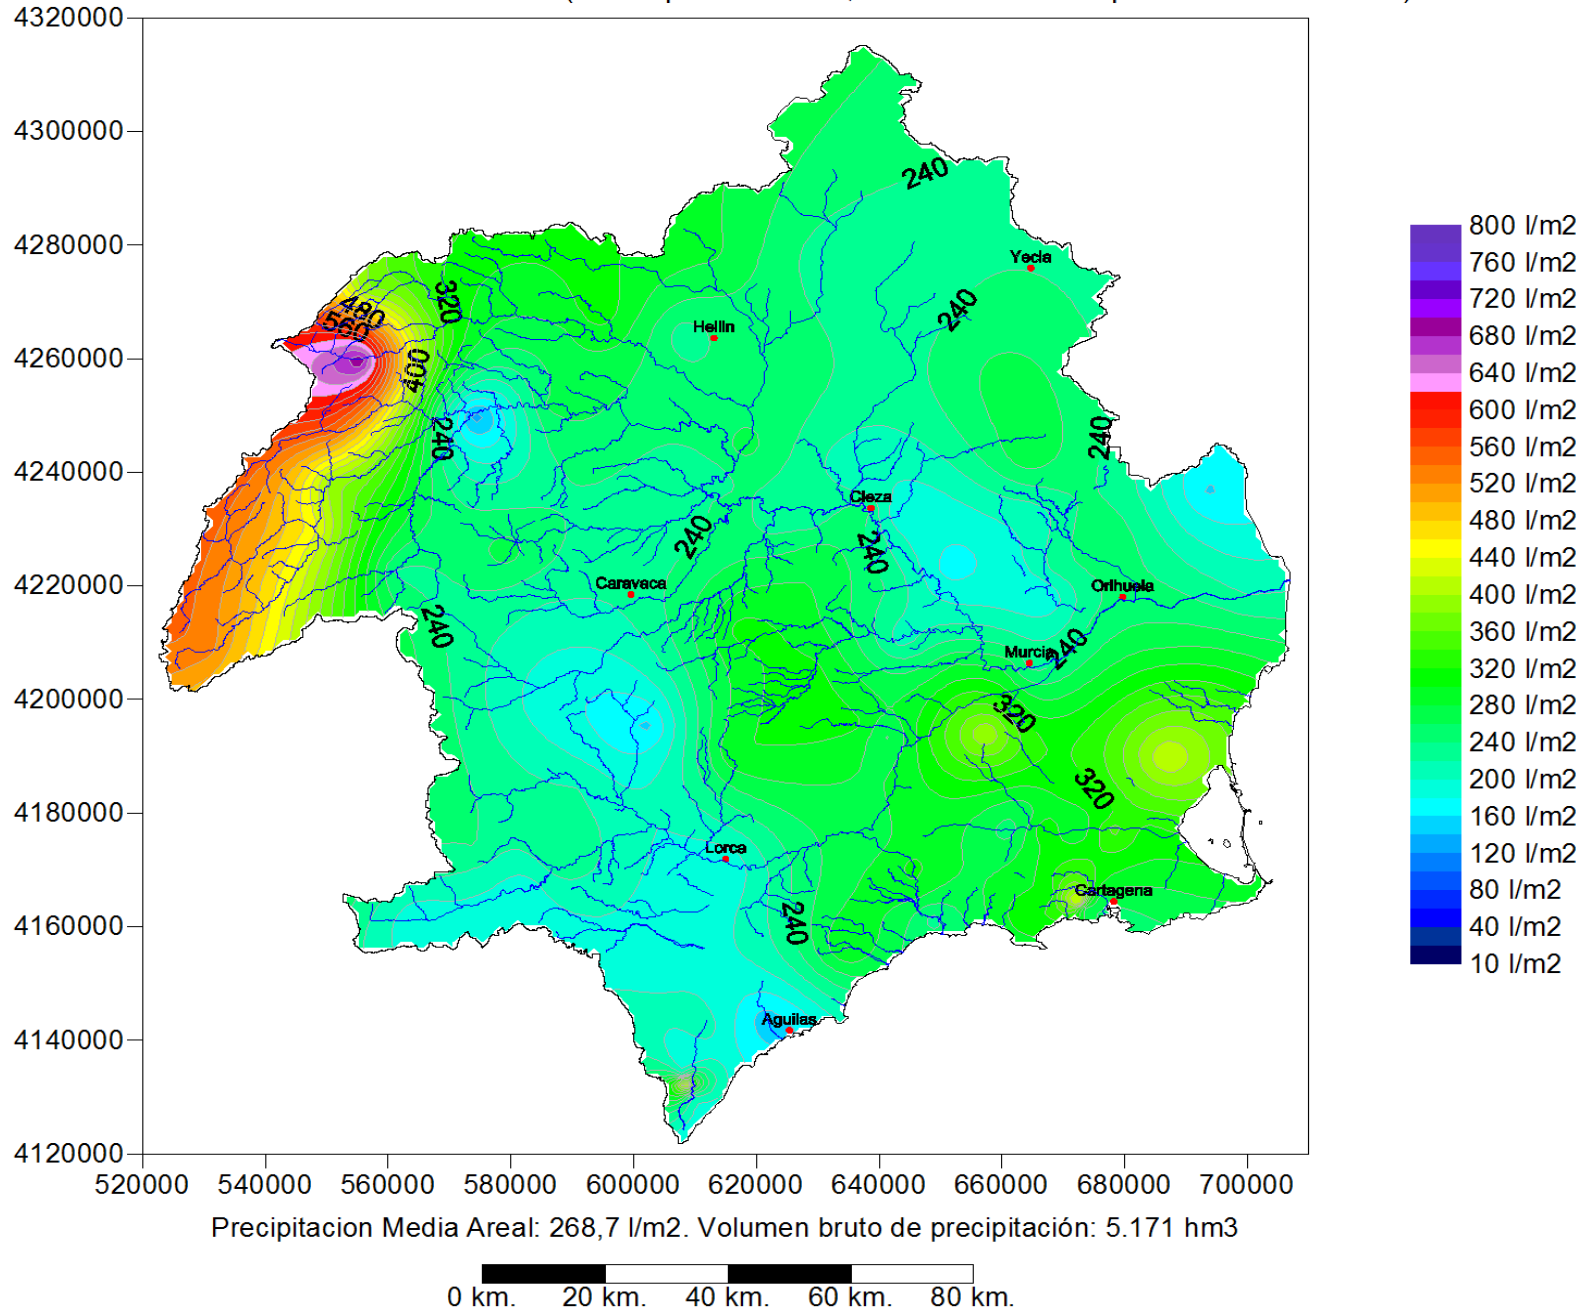 4320000
4300000
4280000
4260000
4240000
4220000
4200000
4180000
4160000
4140000
4120000
520000 540000 560000 580000 600000 620000 640000 660000 680000 700000
240
Yecla
240
480
560
320
Hellin
400
240
240
Cieza
240
240
Caravaca
Orihuela
240
Murcia
240
320
320
Lorca
Cartagena
240
Aguilas
800 l/m2
760 l/m2
720 l/m2
680 l/m2
640 l/m2
600 l/m2
560 l/m2
520 l/m2
480 l/m2
440 l/m2
400 l/m2
360 l/m2
320 l/m2
280 l/m2
240 l/m2
200 l/m2
160 l/m2
120 l/m2
80 l/m2
40 l/m2
10 l/m2
Precipitacion Media Areal: 268,7 l/m2. Volumen bruto de precipitación: 5.171 hm3
0 km. 20 km. 40 km. 60 km. 80 km.